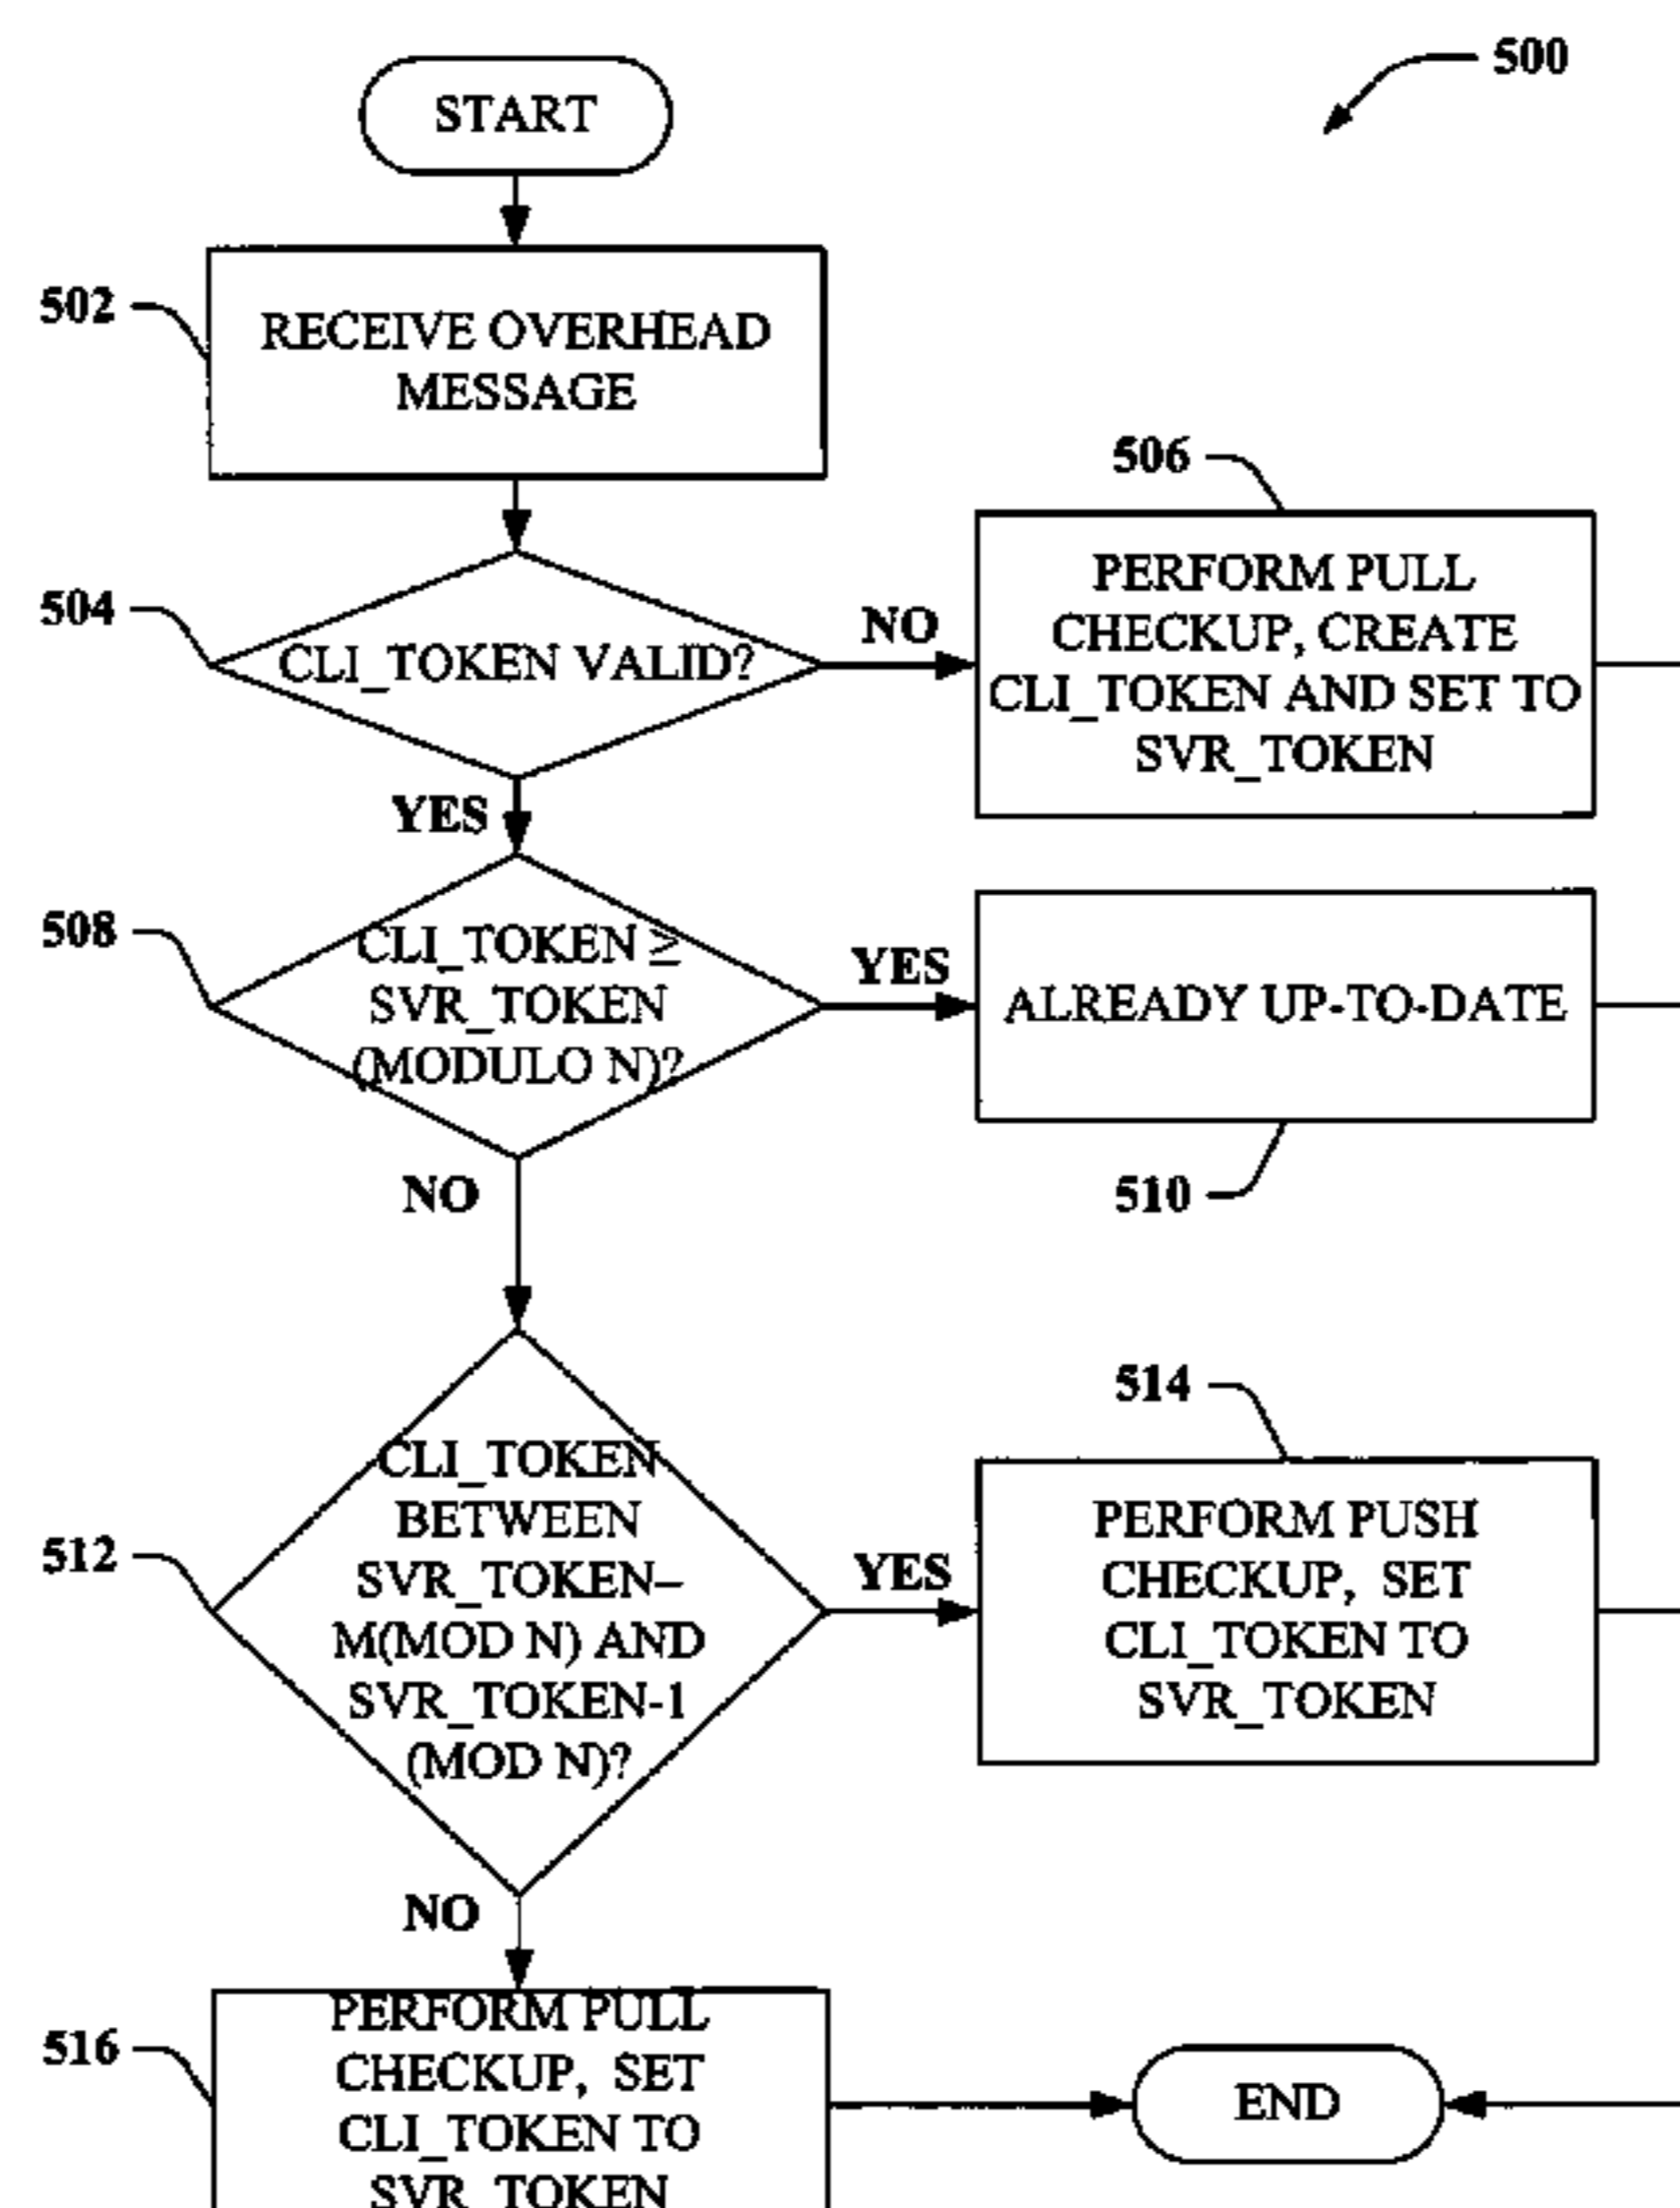 500
START
502
RECEIVE OVERHEAD
MESSAGE
506
PERFORM PULL
CHECKUP, CREATE
CLI_TOKEN AND SET TO
SVR_TOKEN
504
CLI_TOKEN VALID?
NO
YES
508
CLI_TOKEN ≥
SVR_TOKEN
(MODULO N)?
YES
ALREADY UP-TO-DATE
510
NO
514
512
CLI_TOKEN
BETWEEN
SVR_TOKEN–
M(MOD N) AND
SVR_TOKEN-1
(MOD N)?
YES
PERFORM PUSH
CHECKUP, SET
CLI_TOKEN TO
SVR_TOKEN
NO
516
PERFORM PULL
CHECKUP, SET
CLI_TOKEN TO
SVR_TOKEN
END